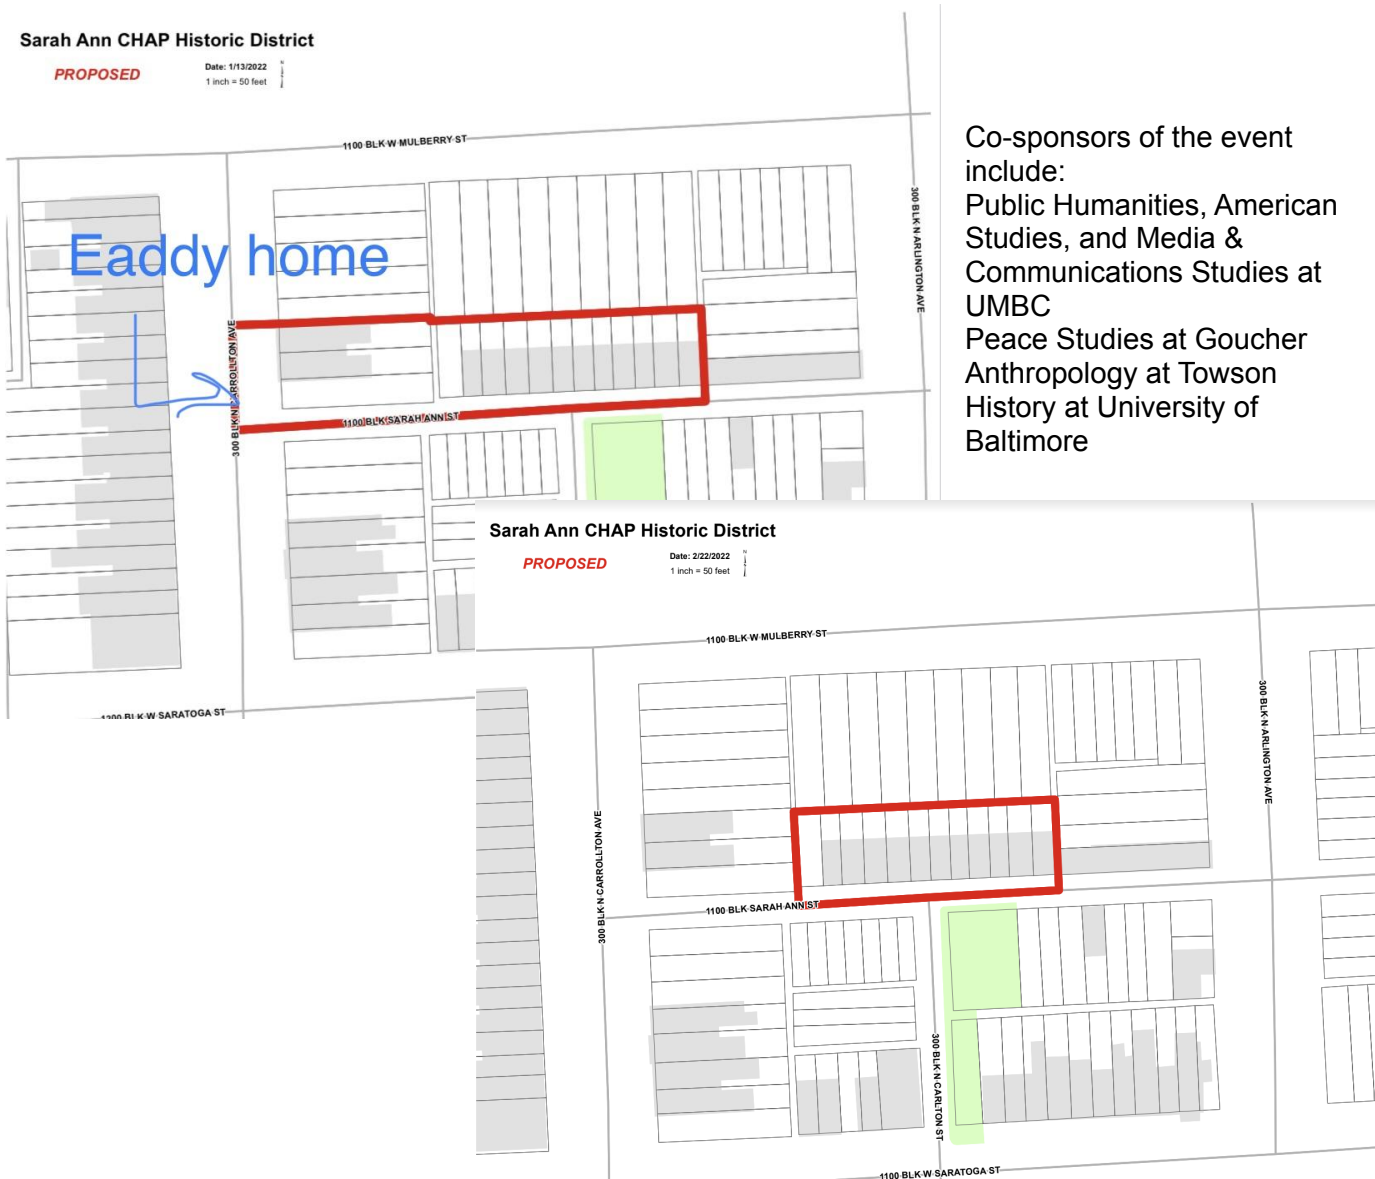 Sarah Ann CHAP Historic District
PROPOSED
Date: 1/13/2022
1 inch = 50 feet
1100 BLK W MULBERRY ST
300 BLK N ARLINGTON AVE
Eaddy home
300 BLK N CARROLLTON AVE
1100 BLK SARAH ANN ST
1200 BLK W SARATOGA ST
Co-sponsors of the event
include:
Public Humanities, American
Studies, and Media &
Communications Studies at
UMBC
Peace Studies at Goucher
Anthropology at Towson
History at University of
Baltimore
Sarah Ann CHAP Historic District
PROPOSED
Date: 2/22/2022
1 inch = 50 feet
1100 BLK W MULBERRY ST
300 BLK N ARLINGTON AVE
300 BLK N CARROLLTON AVE
1100 BLK SARAH ANN ST
300 BLK N CARLTON ST
1100 BLK W SARATOGA ST